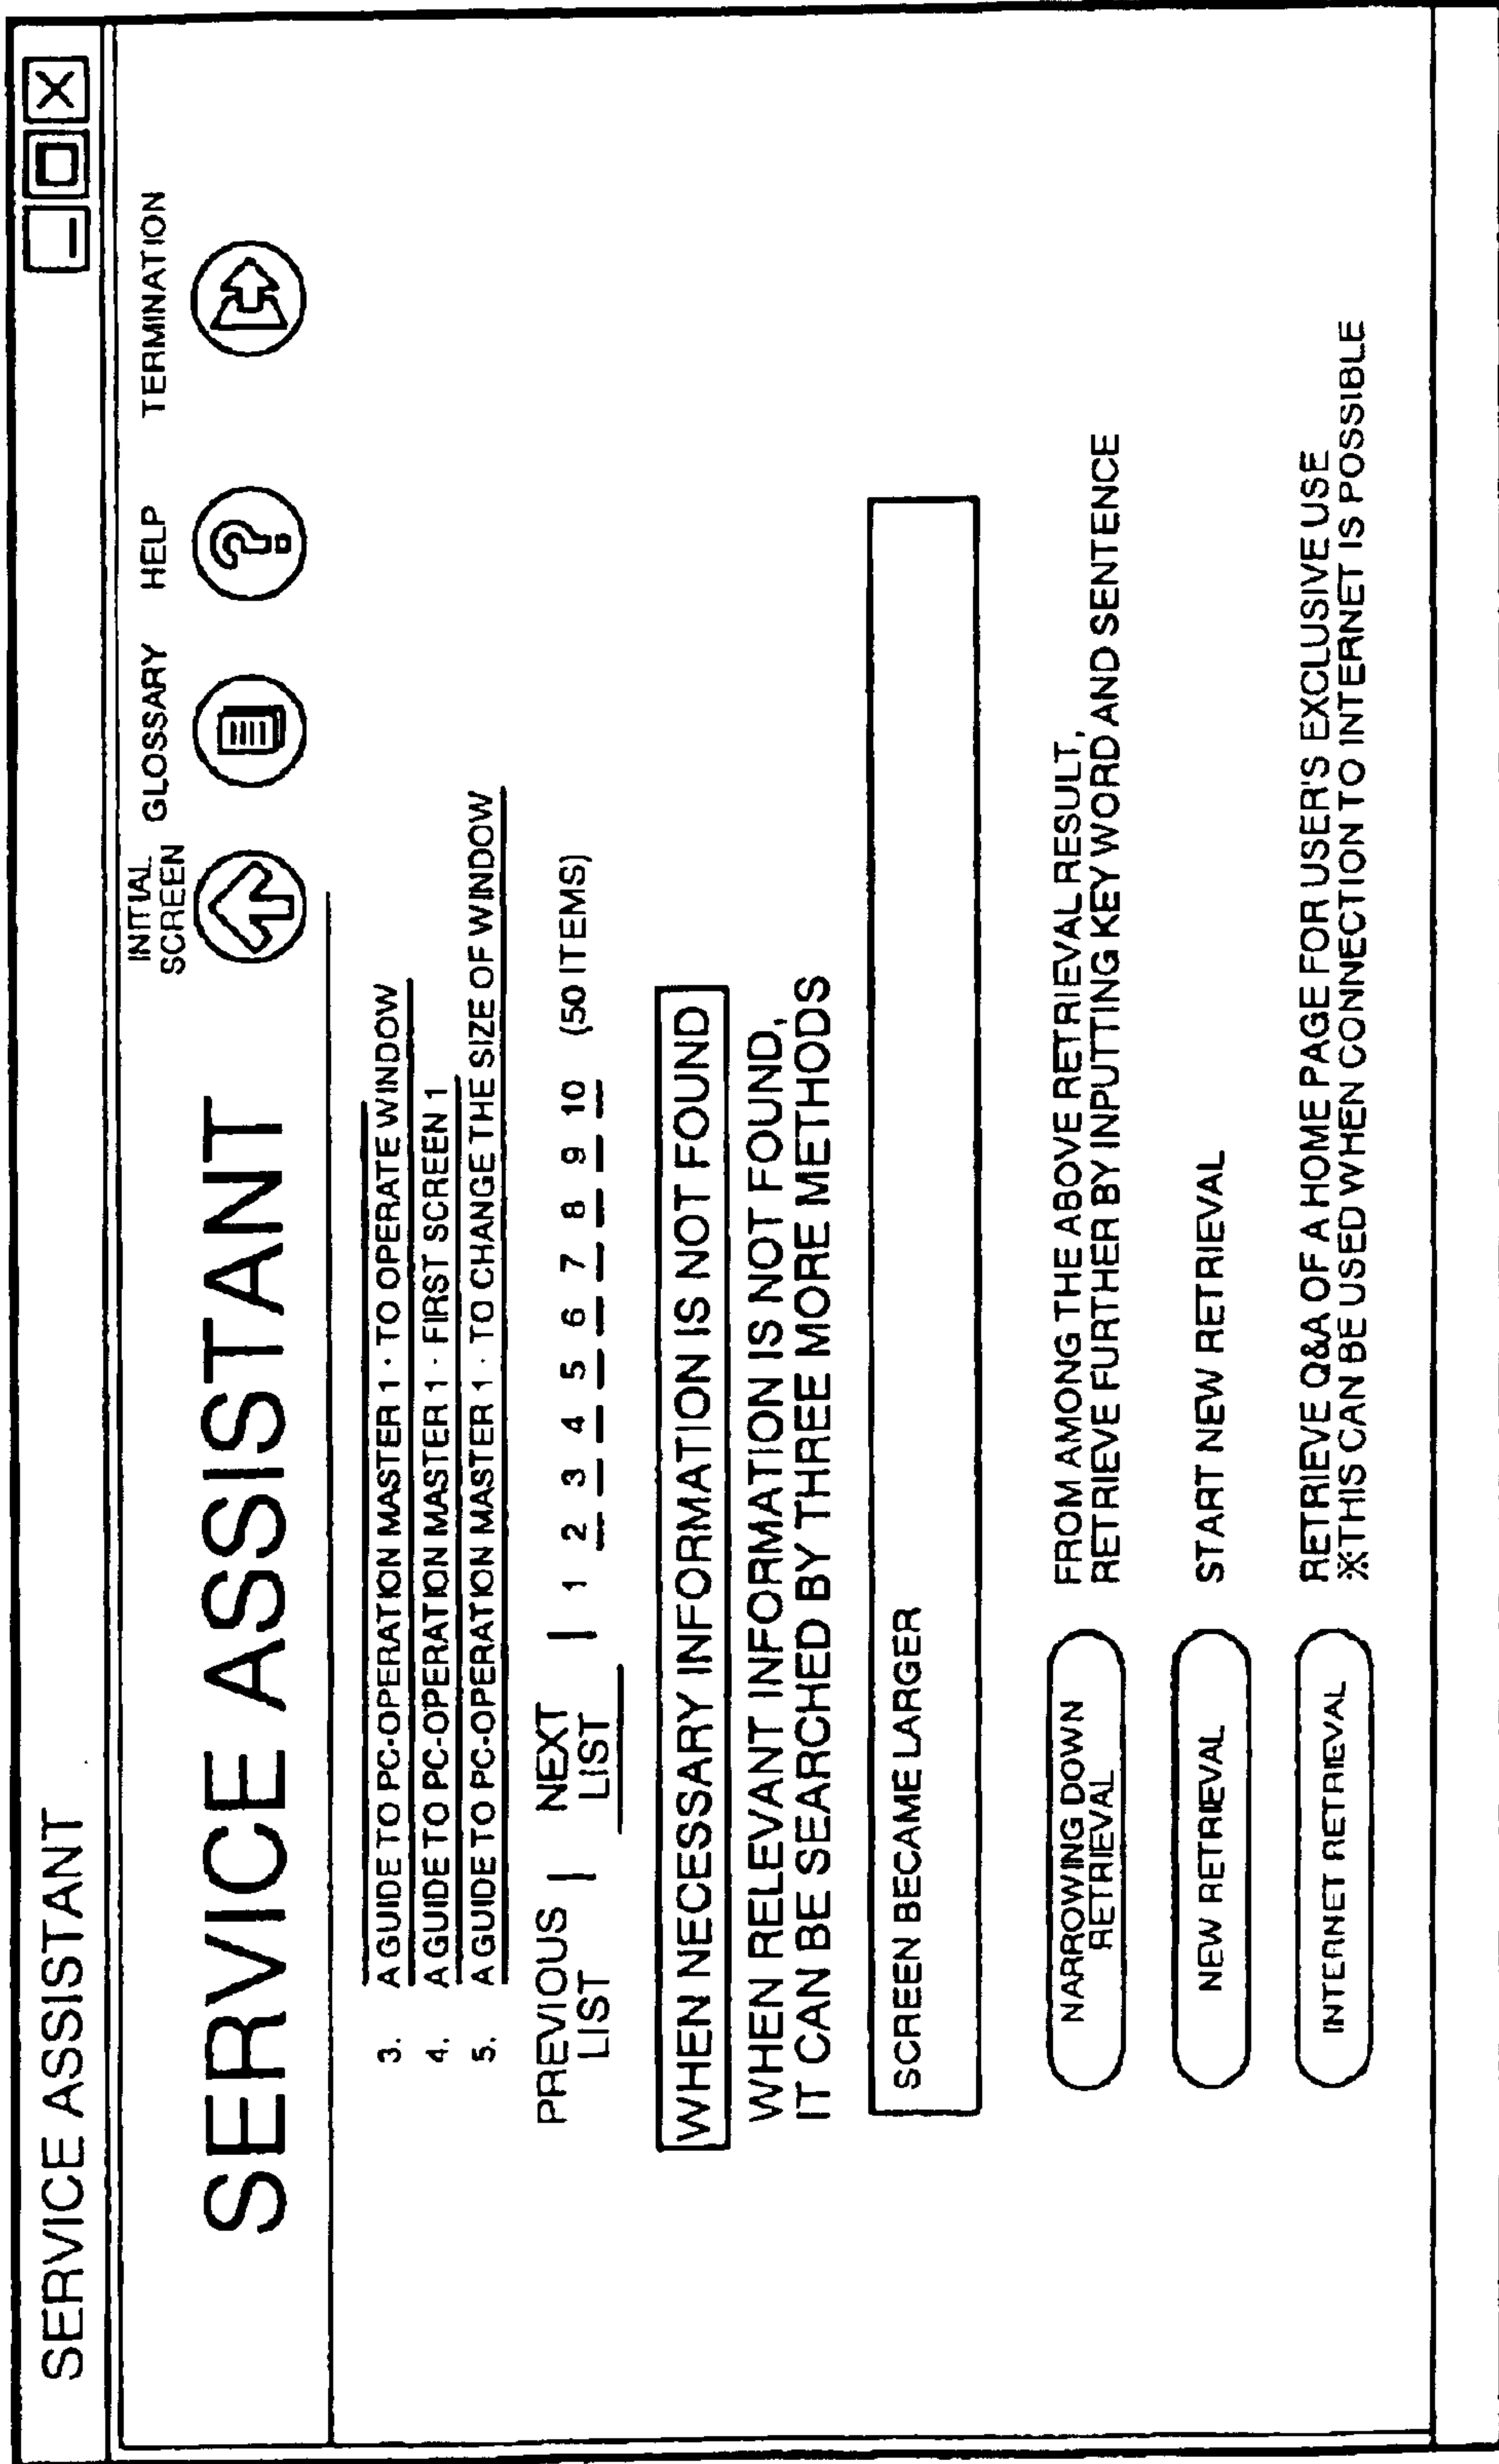 SERVICE ASSISTANT
SERVICE ASSISTANT
INITIAL
SCREEN
GLOSSARY
HELP
TERMINATION
3. A GUIDE TO PC-OPERATION MASTER 1 · TO OPERATE WINDOW
4. A GUIDE TO PC-OPERATION MASTER 1 · FIRST SCREEN 1
5. A GUIDE TO PC-OPERATION MASTER 1 · TO CHANGE THE SIZE OF WINDOW
PREVIOUS LIST | NEXT LIST | 1 2 3 4 5 6 7 8 9 10 (50 ITEMS)
WHEN NECESSARY INFORMATION IS NOT FOUND
WHEN RELEVANT INFORMATION IS NOT FOUND,
IT CAN BE SEARCHED BY THREE MORE METHODS
SCREEN BECAME LARGER
NARROWING DOWN
RETRIEVAL
FROM AMONG THE ABOVE RETRIEVAL RESULT,
RETRIEVE FURTHER BY INPUTTING KEY WORD AND SENTENCE
NEW RETRIEVAL
START NEW RETRIEVAL
INTERNET RETRIEVAL
RETRIEVE Q&A OF A HOME PAGE FOR USER'S EXCLUSIVE USE
※THIS CAN BE USED WHEN CONNECTION TO INTERNET IS POSSIBLE